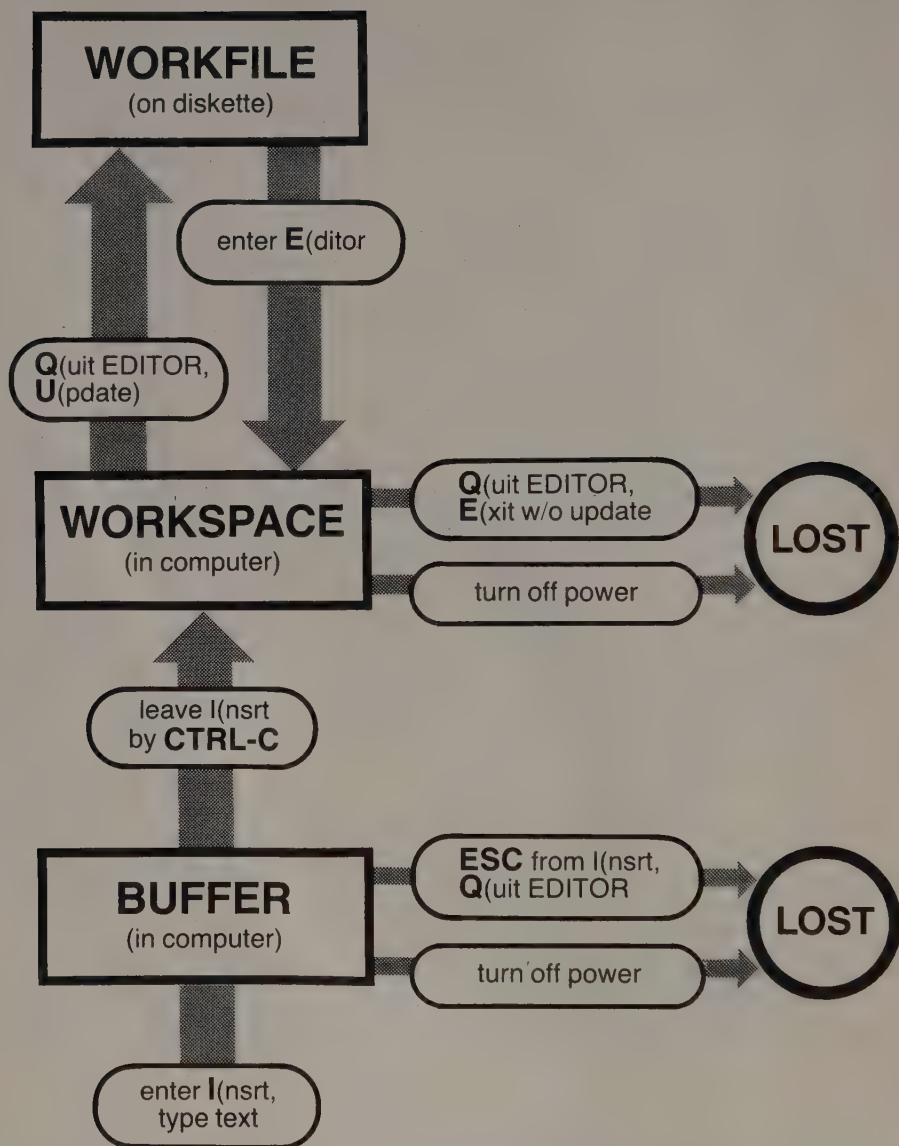 WORKFILE
(on diskette)
enter E(ditor
Q(uit EDITOR,
U(pdate)
WORKSPACE
(in computer)
Q(uit EDITOR,
E(xit w/o update
turn off power
LOST
leave I(nsrt
by CTRL-C
BUFFER
(in computer)
ESC from I(nsrt,
Q(uit EDITOR
turn off power
LOST
enter I(nsrt,
type text